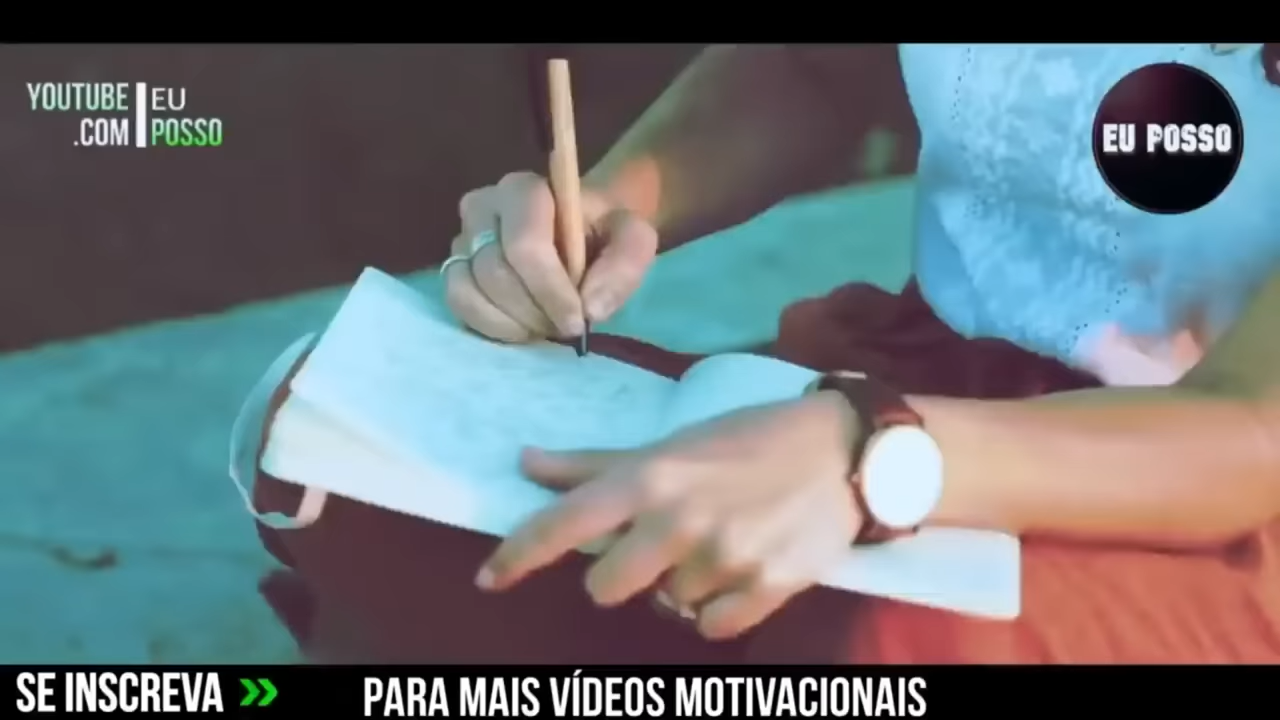 YOUTUBE EU
.COM POSSO
EU POSSO
SE INSCREVA
PARA MAIS VÍDEOS MOTIVACIONAIS